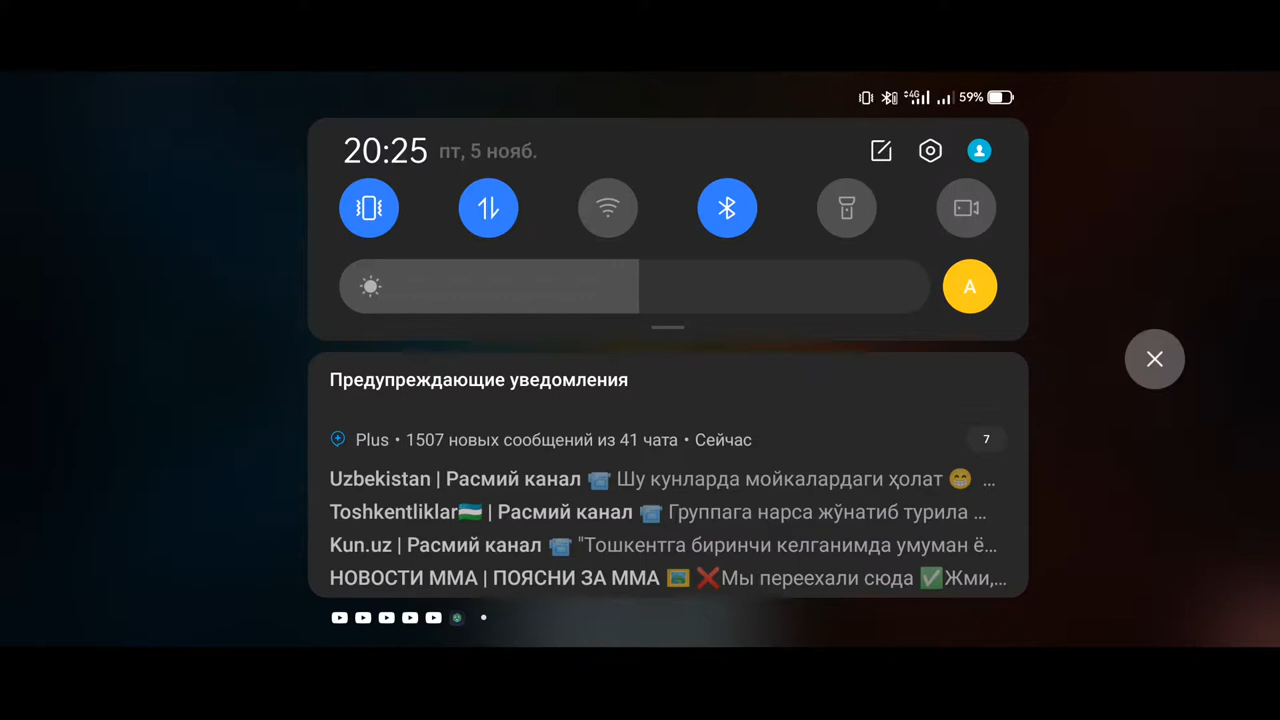 4G 59%
20:25 пт, 5 нояб.
A
Предупреждающие уведомления
Plus • 1507 новых сообщений из 41 чата • Сейчас 7
Uzbekistan | Расмий канал 📹 Шу кунларда мойкалардаги ҳолат 😁 ...
Toshkentliklar🇺🇿 | Расмий канал 📹 Группага нарса жўнатиб турила ...
Kun.uz | Расмий канал 📹 "Тошкентга биринчи келганимда умуман ё...
НОВОСТИ ММА | ПОЯСНИ ЗА ММА 🖼 ❌Мы переехали сюда ✅Жми,...